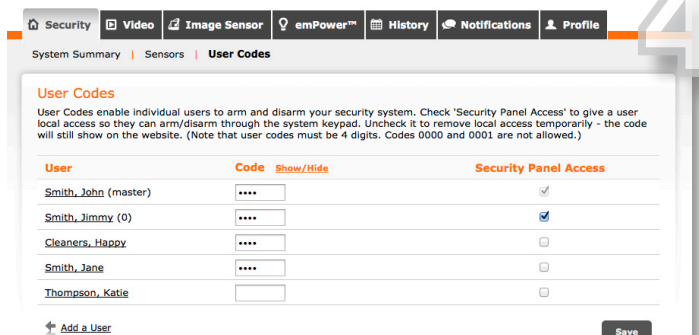 Security Video Image Sensor emPower™ History Notifications Profile
4
System Summary | Sensors | User Codes
User Codes
User Codes enable individual users to arm and disarm your security system. Check 'Security Panel Access' to give a user
local access so they can arm/disarm through the system keypad. Uncheck it to remove local access temporarily - the code
will still show on the website. (Note that user codes must be 4 digits. Codes 0000 and 0001 are not allowed.)
User Code Show/Hide Security Panel Access
Smith, John (master) ••••
Smith, Jimmy (0) ••••
Cleaners, Happy ••••
Smith, Jane ••••
Thompson, Katie
Add a User Save